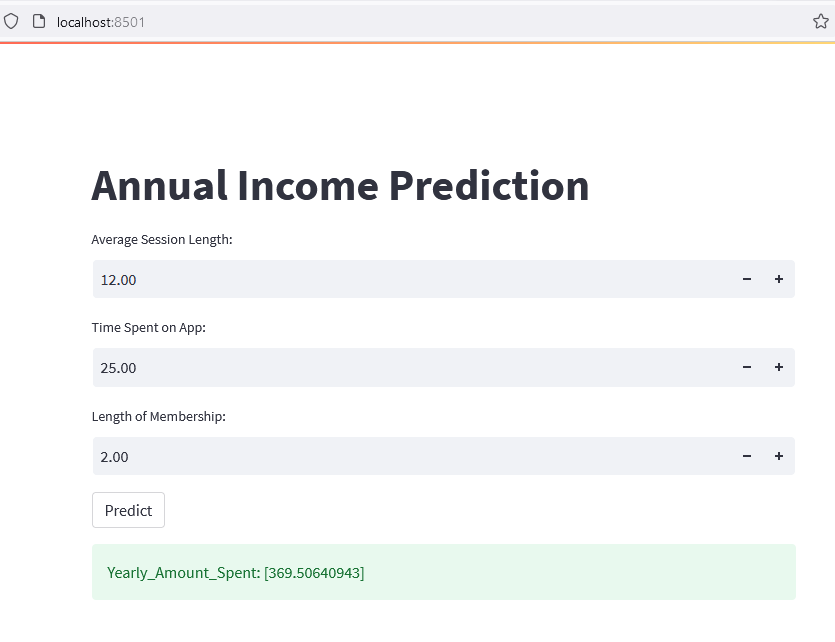 localhost:8501
Annual Income Prediction
Average Session Length:
12.00
Time Spent on App:
25.00
Length of Membership:
2.00
Predict
Yearly_Amount_Spent: [369.50640943]